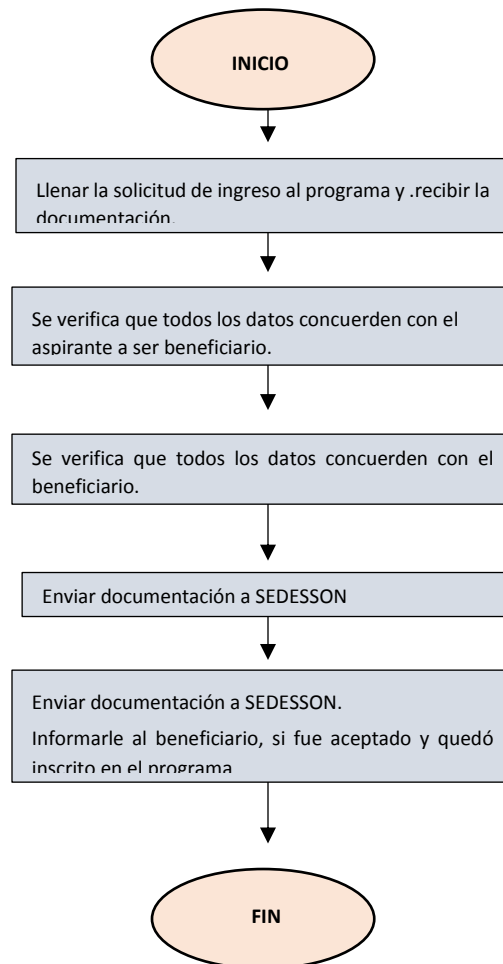 INICIO
Llenar la solicitud de ingreso al programa y .recibir la
documentación.
Se verifica que todos los datos concuerden con el
aspirante a ser beneficiario.
Se verifica que todos los datos concuerden con el
beneficiario.
Enviar documentación a SEDESSON
Enviar documentación a SEDESSON.
Informarle al beneficiario, si fue aceptado y quedó
inscrito en el programa
FIN